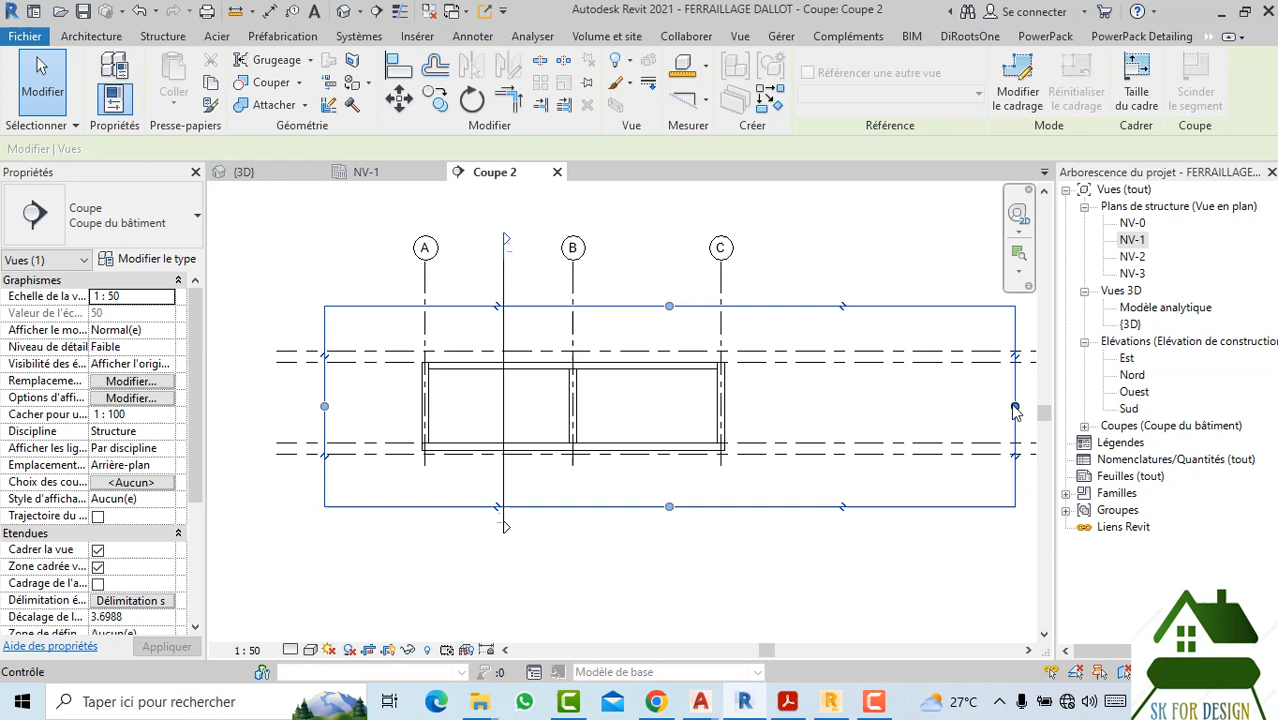 Autodesk Revit 2021 - FERRAILLAGE DALLOT - Coupe: Coupe 2
Se connecter
Fichier Architecture Structure Acier Préfabrication Systèmes Insérer Annoter Analyser Volume et site Collaborer Vue Gérer Compléments BIM DiRootsOne PowerPack PowerPack Detailing
Modifier
Coller
Grugeage
Couper
Attacher
Référencer une autre vue
Modifier le cadrage
Réinitialiser le cadrage
Taille du cadre
Scinder le segment
Sélectionner Propriétés Presse-papiers Géométrie Modifier Vue Mesurer Créer Référence Mode Cadrer Coupe
Modifier | Vues
Propriétés
{3D} NV-1 Coupe 2
Arborescence du projet - FERRAILLAGE...
Coupe
Coupe du bâtiment
Vues (1)
Modifier le type
Graphismes
Echelle de la v... 1 : 50
Valeur de l'éc... 50
Afficher le mo... Normal(e)
Niveau de détail Faible
Visibilité des él... Afficher l'origi...
Remplaceme... Modifier...
Options d'affi... Modifier...
Cacher pour u... 1 : 100
Discipline Structure
Afficher les lig... Par discipline
Emplacement... Arrière-plan
Choix des cou... <Aucun>
Style d'afficha... Aucun(e)
Trajectoire du ...
Etendues
Cadrer la vue
Zone cadrée v...
Cadrage de l'a...
Délimitation é... Délimitation s
Décalage de l... 3.6988
Aide des propriétés
Appliquer
A B C
2D
Vues (tout)
Plans de structure (Vue en plan)
NV-0
NV-1
NV-2
NV-3
Vues 3D
Modèle analytique
{3D}
Elévations (Elévation de constructio
Est
Nord
Ouest
Sud
Coupes (Coupe du bâtiment)
Légendes
Nomenclatures/Quantités (tout)
Feuilles (tout)
Familles
Groupes
Liens Revit
1 : 50
Contrôle
:0
Modèle de base
Taper ici pour rechercher
27°C
SK FOR DESIGN